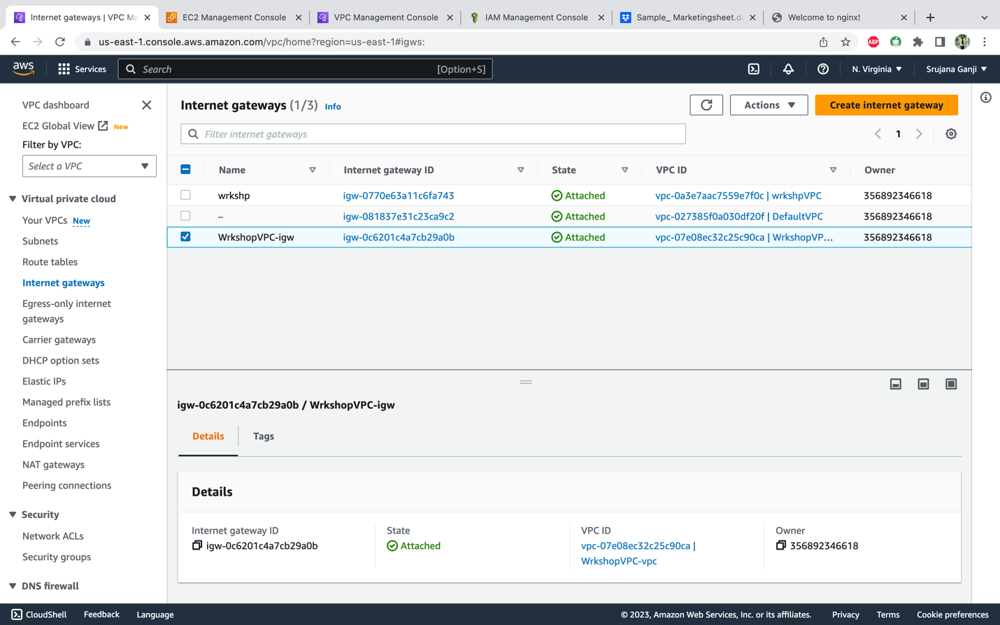 Internet gateways | VPC Ma
EC2 Management Console
VPC Management Console
IAM Management Console
Sample_ Marketingsheet.do
Welcome to nginx!
us-east-1.console.aws.amazon.com/vpc/home?region=us-east-1#igws:
ABP
aws
Services
Search
[Option+S]
N. Virginia
Srujana Ganji
VPC dashboard
EC2 Global View New
Filter by VPC:
Select a VPC
Virtual private cloud
Your VPCs New
Subnets
Route tables
Internet gateways
Egress-only internet
gateways
Carrier gateways
DHCP option sets
Elastic IPs
Managed prefix lists
Endpoints
Endpoint services
NAT gateways
Peering connections
Security
Network ACLs
Security groups
DNS firewall
Internet gateways (1/3) Info
Actions
Create internet gateway
Filter internet gateways
1
Name Internet gateway ID State VPC ID Owner
wrkshp igw-0770e63a11c6fa743 Attached vpc-0a3e7aac7559e7f0c | wrkshpVPC 356892346618
– igw-081837e31c23ca9c2 Attached vpc-027385f0a030df20f | DefaultVPC 356892346618
WrkshopVPC-igw igw-0c6201c4a7cb29a0b Attached vpc-07e08ec32c25c90ca | WrkshopVP... 356892346618
igw-0c6201c4a7cb29a0b / WrkshopVPC-igw
Details
Tags
Details
Internet gateway ID
igw-0c6201c4a7cb29a0b
State
Attached
VPC ID
vpc-07e08ec32c25c90ca |
WrkshopVPC-vpc
Owner
356892346618
CloudShell
Feedback
Language
© 2023, Amazon Web Services, Inc. or its affiliates.
Privacy
Terms
Cookie preferences